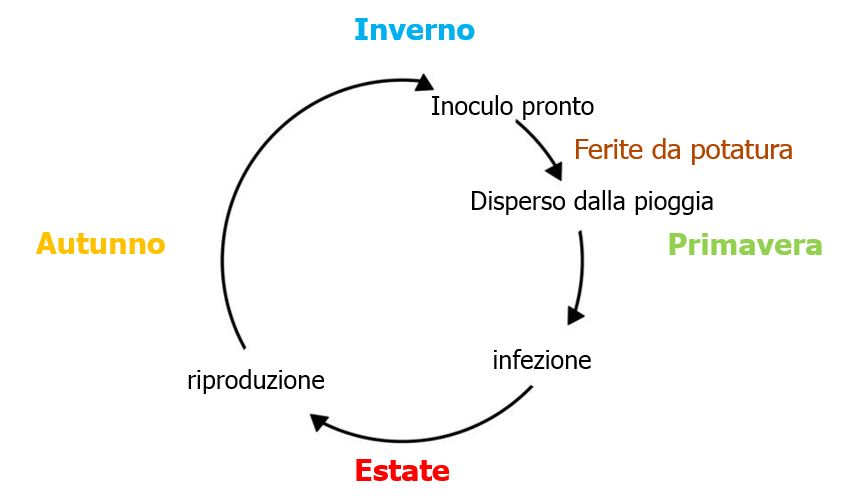 Inverno
Inoculo pronto
Ferite da potatura
Disperso dalla pioggia
Autunno
Primavera
infezione
riproduzione
Estate